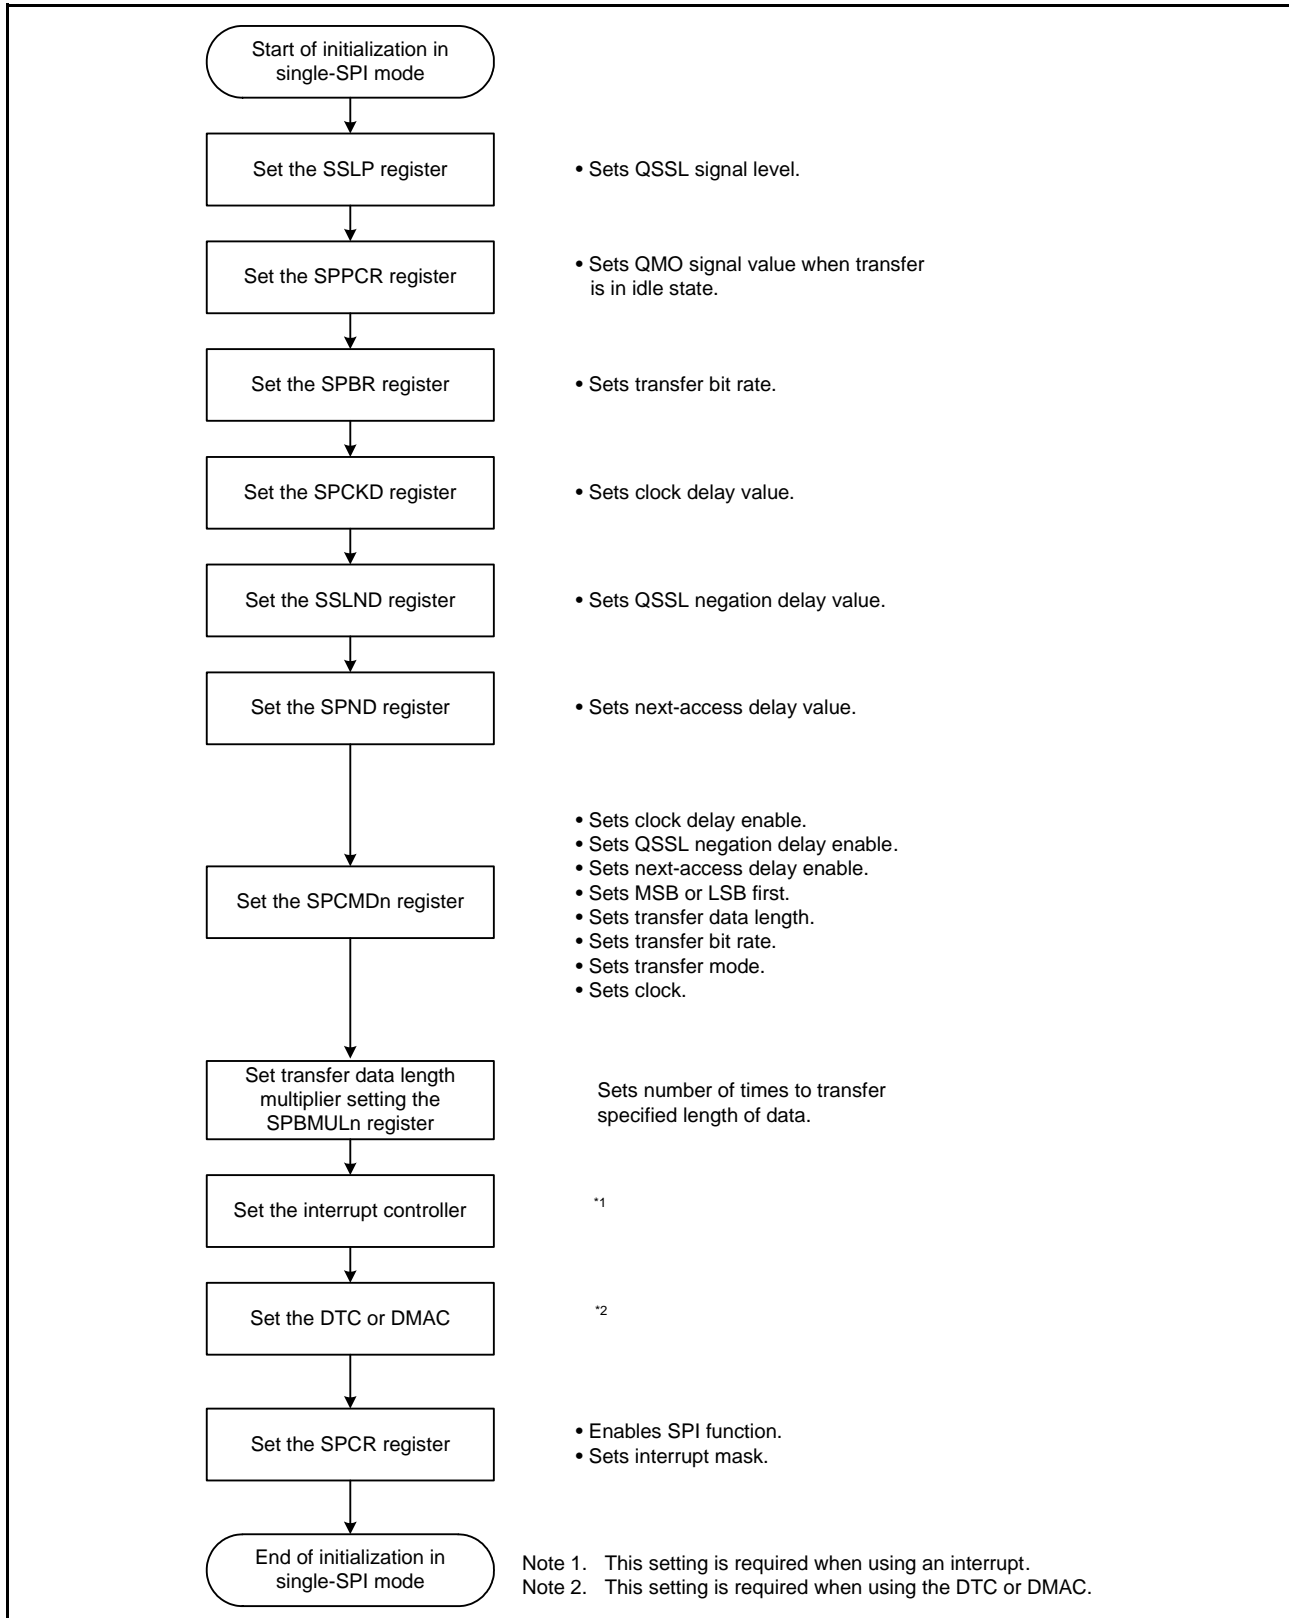 Start of initialization in
single-SPI mode
Set the SSLP register
• Sets QSSL signal level.
Set the SPPCR register
• Sets QMO signal value when transfer
is in idle state.
Set the SPBR register
• Sets transfer bit rate.
Set the SPCKD register
• Sets clock delay value.
Set the SSLND register
• Sets QSSL negation delay value.
Set the SPND register
• Sets next-access delay value.
Set the SPCMDn register
• Sets clock delay enable.
• Sets QSSL negation delay enable.
• Sets next-access delay enable.
• Sets MSB or LSB first.
• Sets transfer data length.
• Sets transfer bit rate.
• Sets transfer mode.
• Sets clock.
Set transfer data length
multiplier setting the
SPBMULn register
Sets number of times to transfer
specified length of data.
Set the interrupt controller
*1
Set the DTC or DMAC
*2
Set the SPCR register
• Enables SPI function.
• Sets interrupt mask.
End of initialization in
single-SPI mode
Note 1. This setting is required when using an interrupt.
Note 2. This setting is required when using the DTC or DMAC.